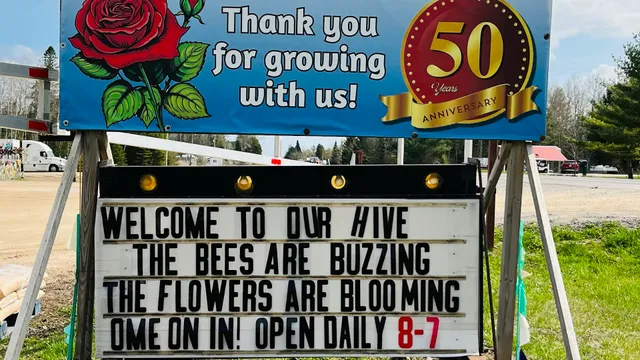 Thank you
for growing
with us!
50
Years
ANNIVERSARY
WELCOME TO OUR HIVE
THE BEES ARE BUZZING
THE FLOWERS ARE BLOOMING
OME ON IN! OPEN DAILY 8-7